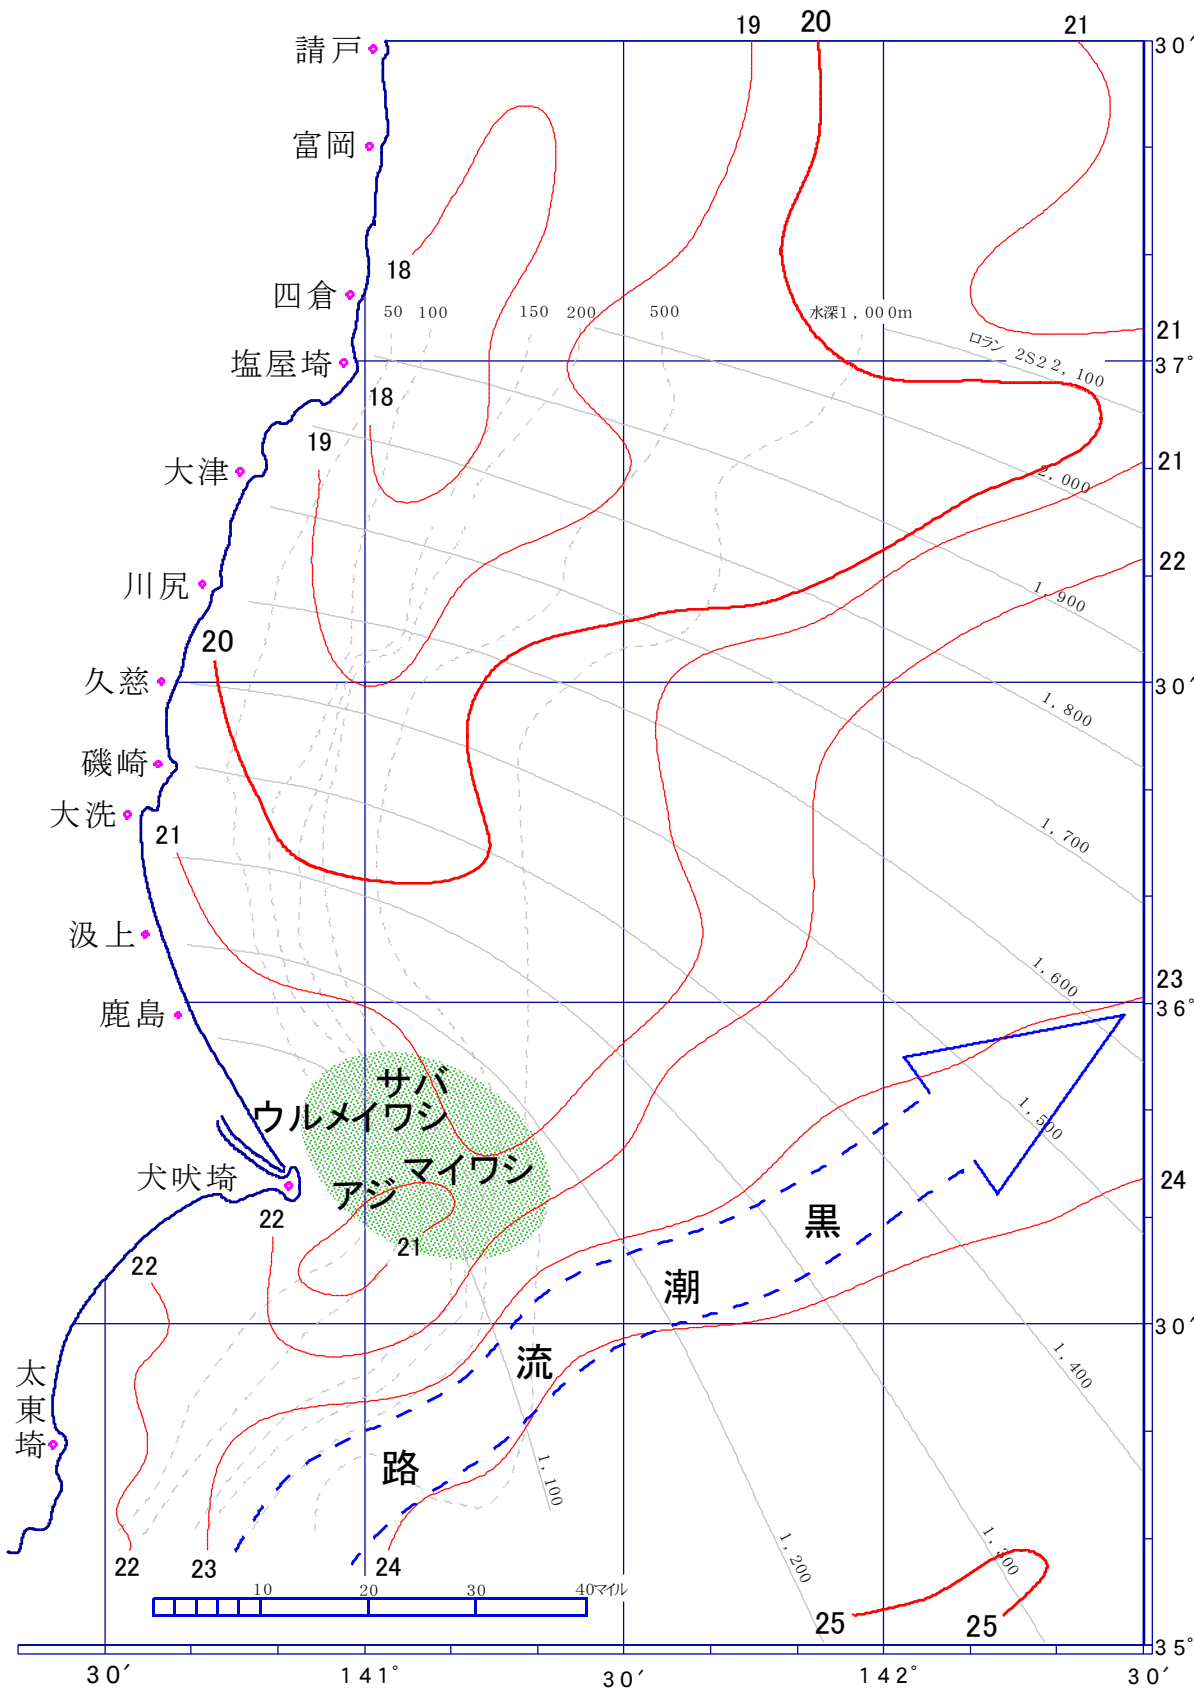 19
20
21
30′
請戸
富岡
18
四倉
50
100
150
200
500
水深1,000m
21
ロラン 2S22,100
37°
塩屋埼
18
19
21
大津
2,000
22
川尻
1,900
20
久慈
30′
1,800
磯崎
大洗
21
1,700
汲上
1,600
23
36°
鹿島
サバ
ウルメイワシ
1,500
マイワシ
犬吠埼
アジ
24
22
黒
21
22
潮
30′
流
1,400
太東埼
路
1,100
1,200
1,300
22
23
24
10
20
30
40マイル
25
25
35°
30′
141°
30′
142°
30′